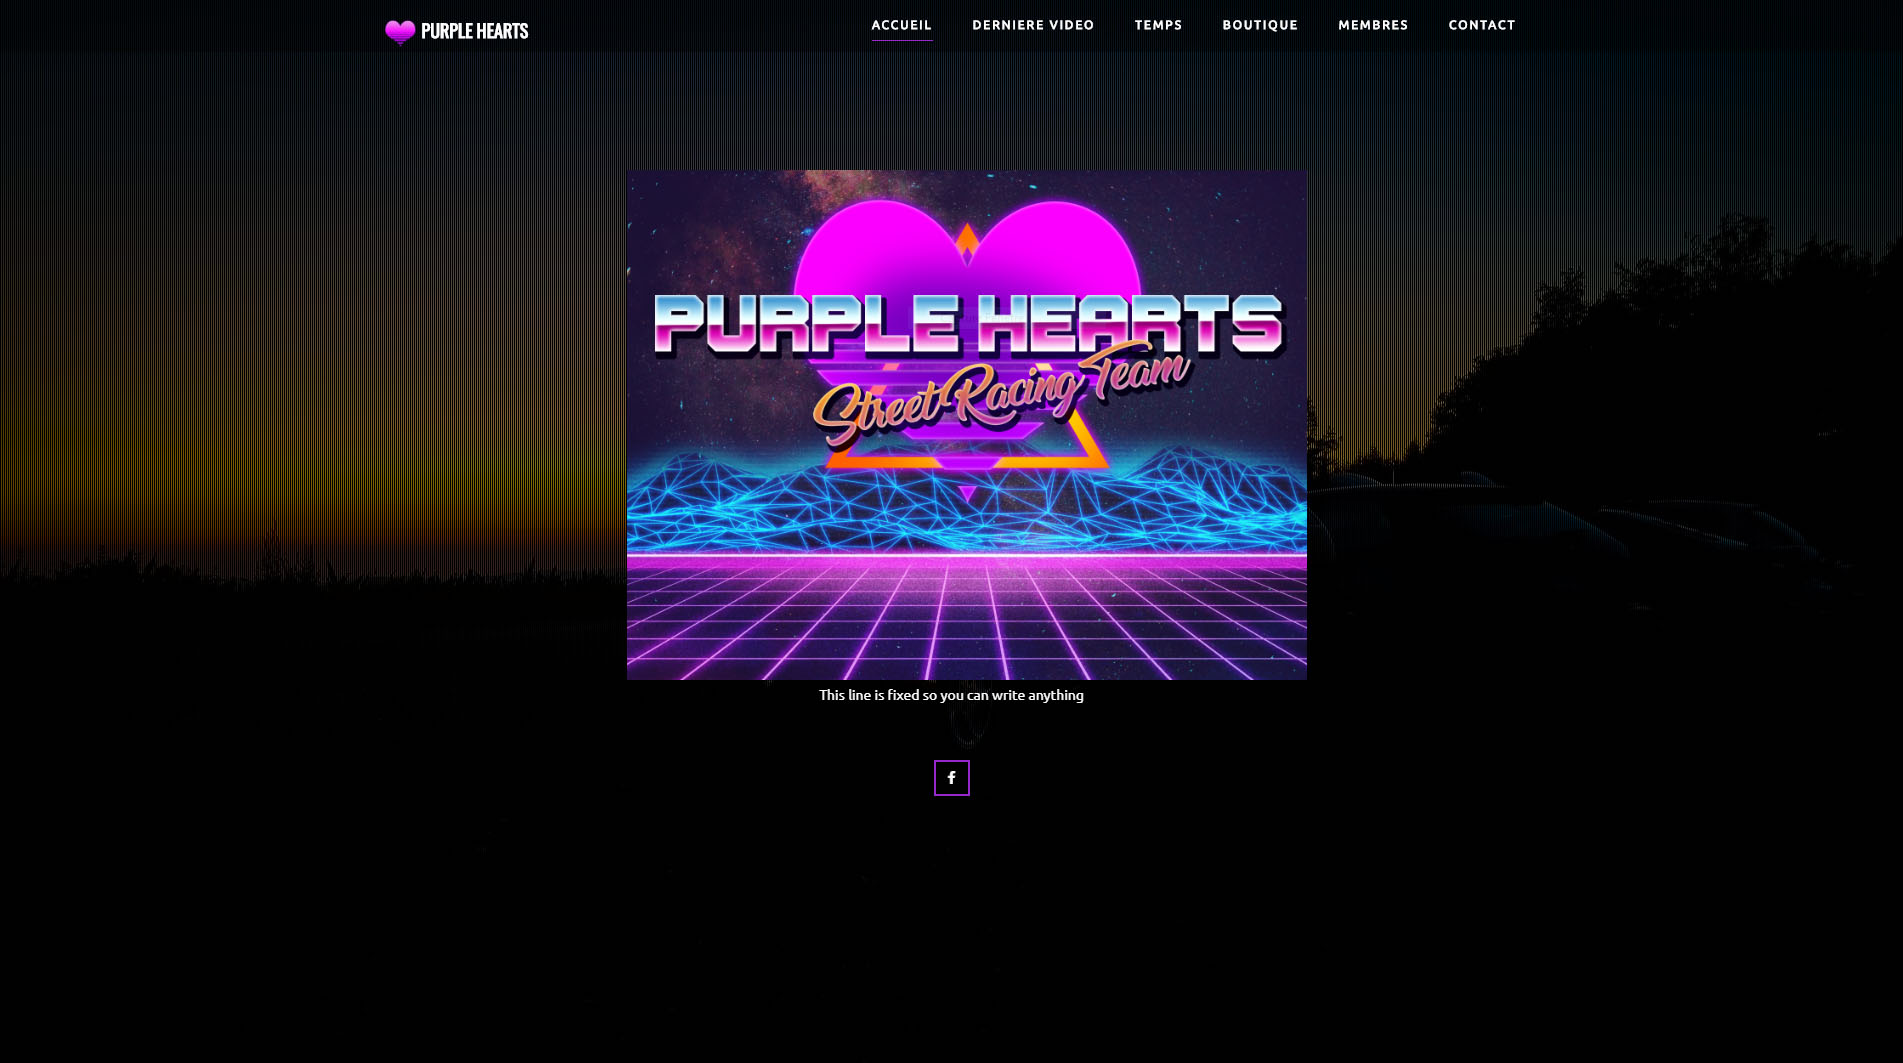 PURPLE HEARTS
ACCUEIL
DERNIERE VIDEO
TEMPS
BOUTIQUE
MEMBRES
CONTACT
PURPLE HEARTS
Street Racing Team
This line is fixed so you can write anything